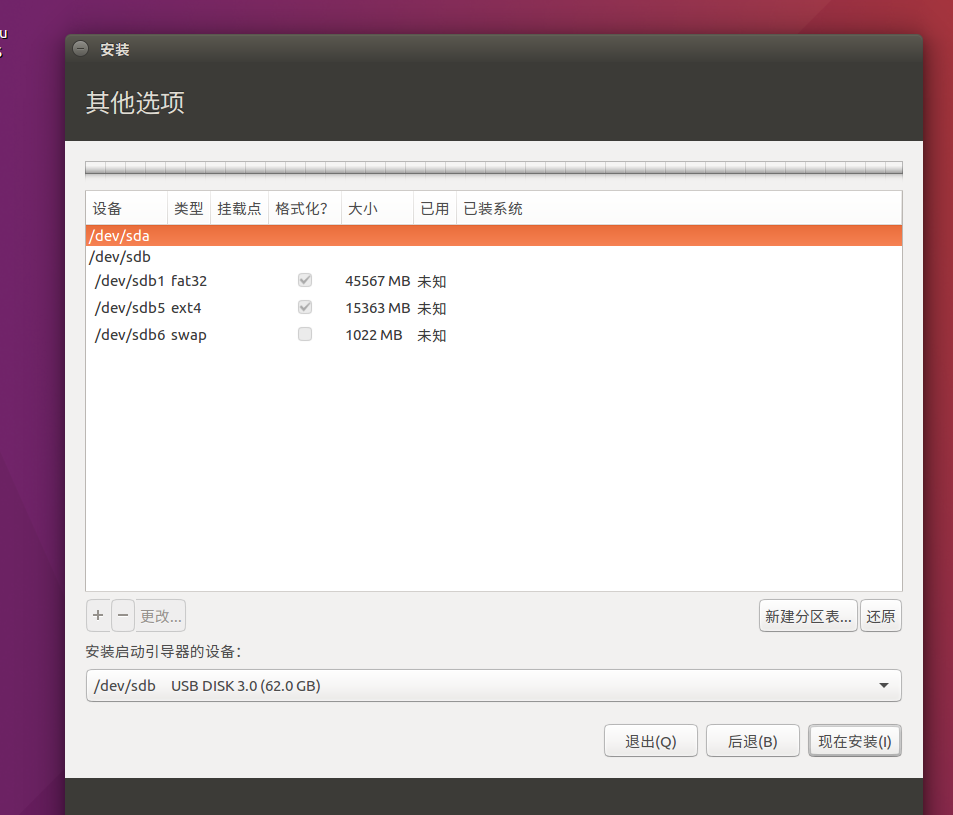 u
安装
其他选项
设备 类型 挂载点 格式化? 大小 已用 已装系统
/dev/sda
/dev/sdb
/dev/sdb1 fat32 45567 MB 未知
/dev/sdb5 ext4 15363 MB 未知
/dev/sdb6 swap 1022 MB 未知
+ − 更改... 新建分区表... 还原
安装启动引导器的设备：
/dev/sdb USB DISK 3.0 (62.0 GB)
退出(Q) 后退(B) 现在安装(I)